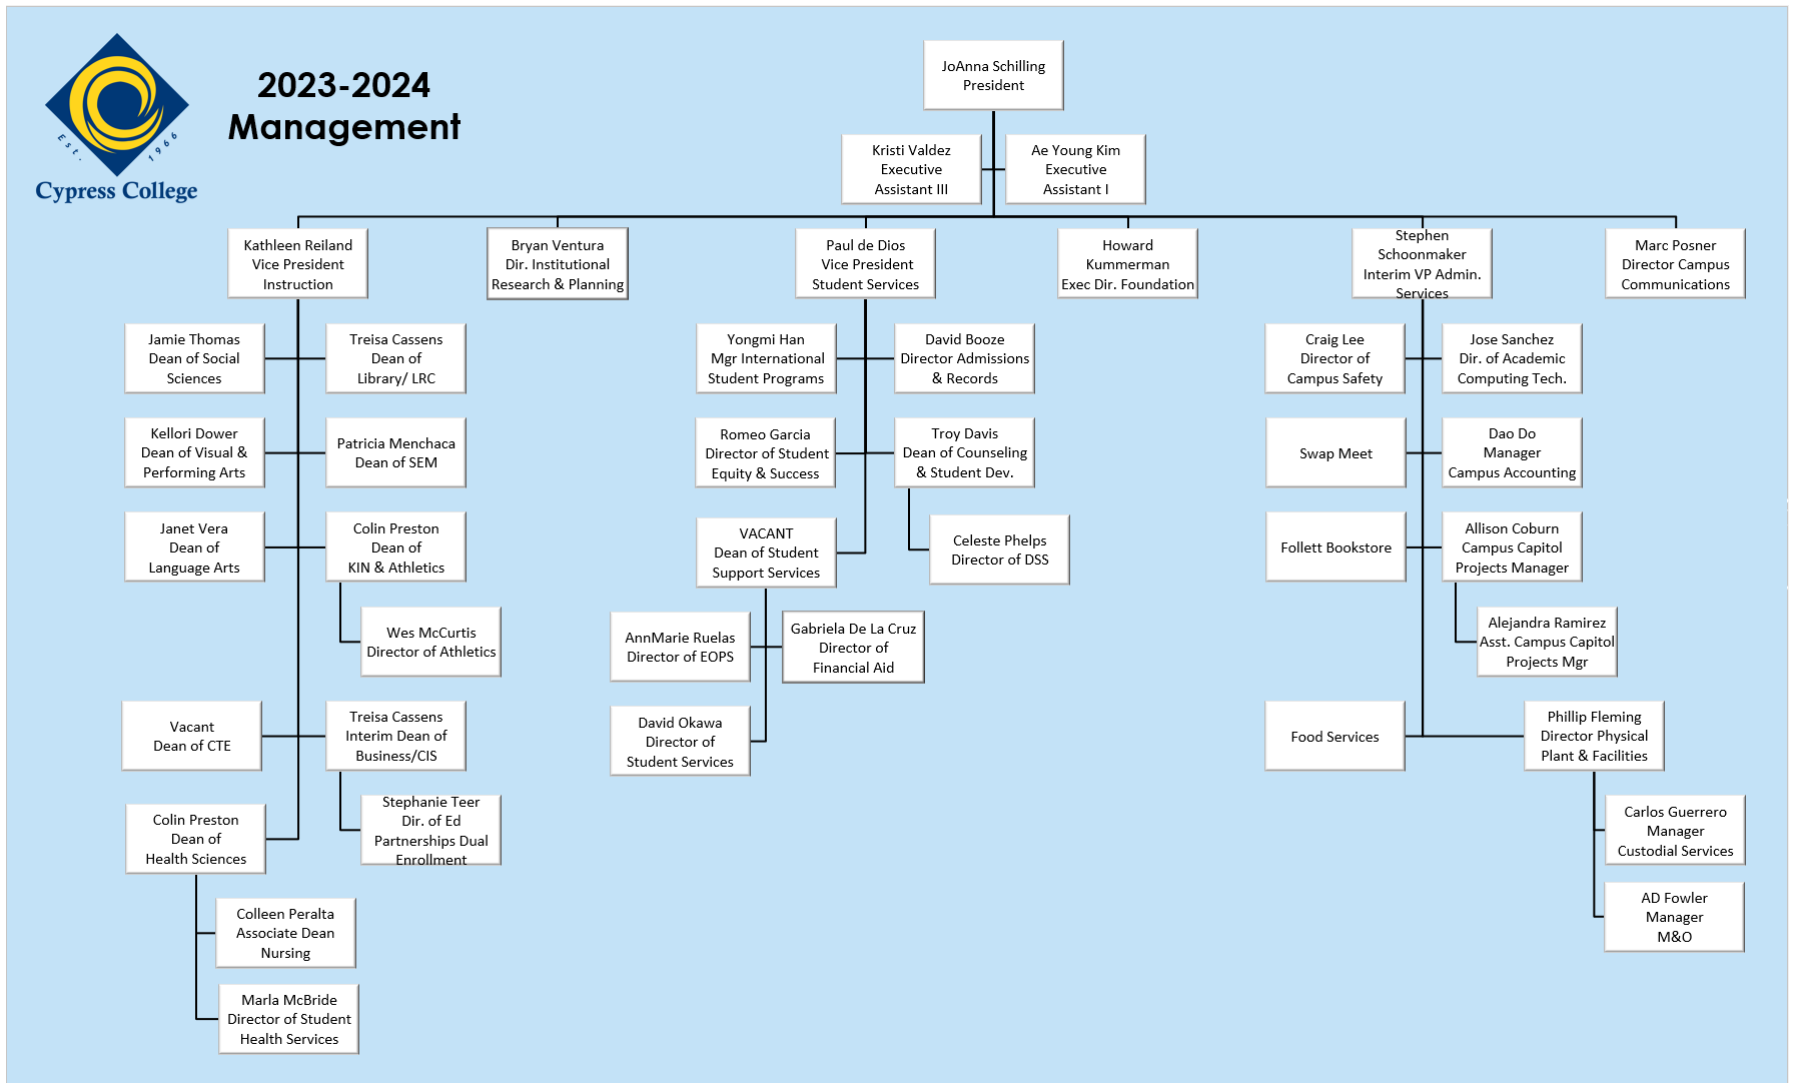 2023-2024
Management
Est. 1966
Cypress College
JoAnna Schilling
President
Kristi Valdez
Executive
Assistant III
Ae Young Kim
Executive
Assistant I
Kathleen Reiland
Vice President
Instruction
Bryan Ventura
Dir. Institutional
Research & Planning
Paul de Dios
Vice President
Student Services
Howard
Kummerman
Exec Dir. Foundation
Stephen
Schoonmaker
Interim VP Admin.
Services
Marc Posner
Director Campus
Communications
Jamie Thomas
Dean of Social
Sciences
Treisa Cassens
Dean of
Library/ LRC
Kellori Dower
Dean of Visual &
Performing Arts
Patricia Menchaca
Dean of SEM
Janet Vera
Dean of
Language Arts
Colin Preston
Dean of
KIN & Athletics
Wes McCurtis
Director of Athletics
Vacant
Dean of CTE
Treisa Cassens
Interim Dean of
Business/CIS
Stephanie Teer
Dir. of Ed
Partnerships Dual
Enrollment
Colin Preston
Dean of
Health Sciences
Colleen Peralta
Associate Dean
Nursing
Marla McBride
Director of Student
Health Services
Yongmi Han
Mgr International
Student Programs
David Booze
Director Admissions
& Records
Romeo Garcia
Director of Student
Equity & Success
Troy Davis
Dean of Counseling
& Student Dev.
VACANT
Dean of Student
Support Services
Celeste Phelps
Director of DSS
AnnMarie Ruelas
Director of EOPS
Gabriela De La Cruz
Director of
Financial Aid
David Okawa
Director of
Student Services
Craig Lee
Director of
Campus Safety
Jose Sanchez
Dir. of Academic
Computing Tech.
Swap Meet
Dao Do
Manager
Campus Accounting
Follett Bookstore
Allison Coburn
Campus Capitol
Projects Manager
Alejandra Ramirez
Asst. Campus Capitol
Projects Mgr
Food Services
Phillip Fleming
Director Physical
Plant & Facilities
Carlos Guerrero
Manager
Custodial Services
AD Fowler
Manager
M&O